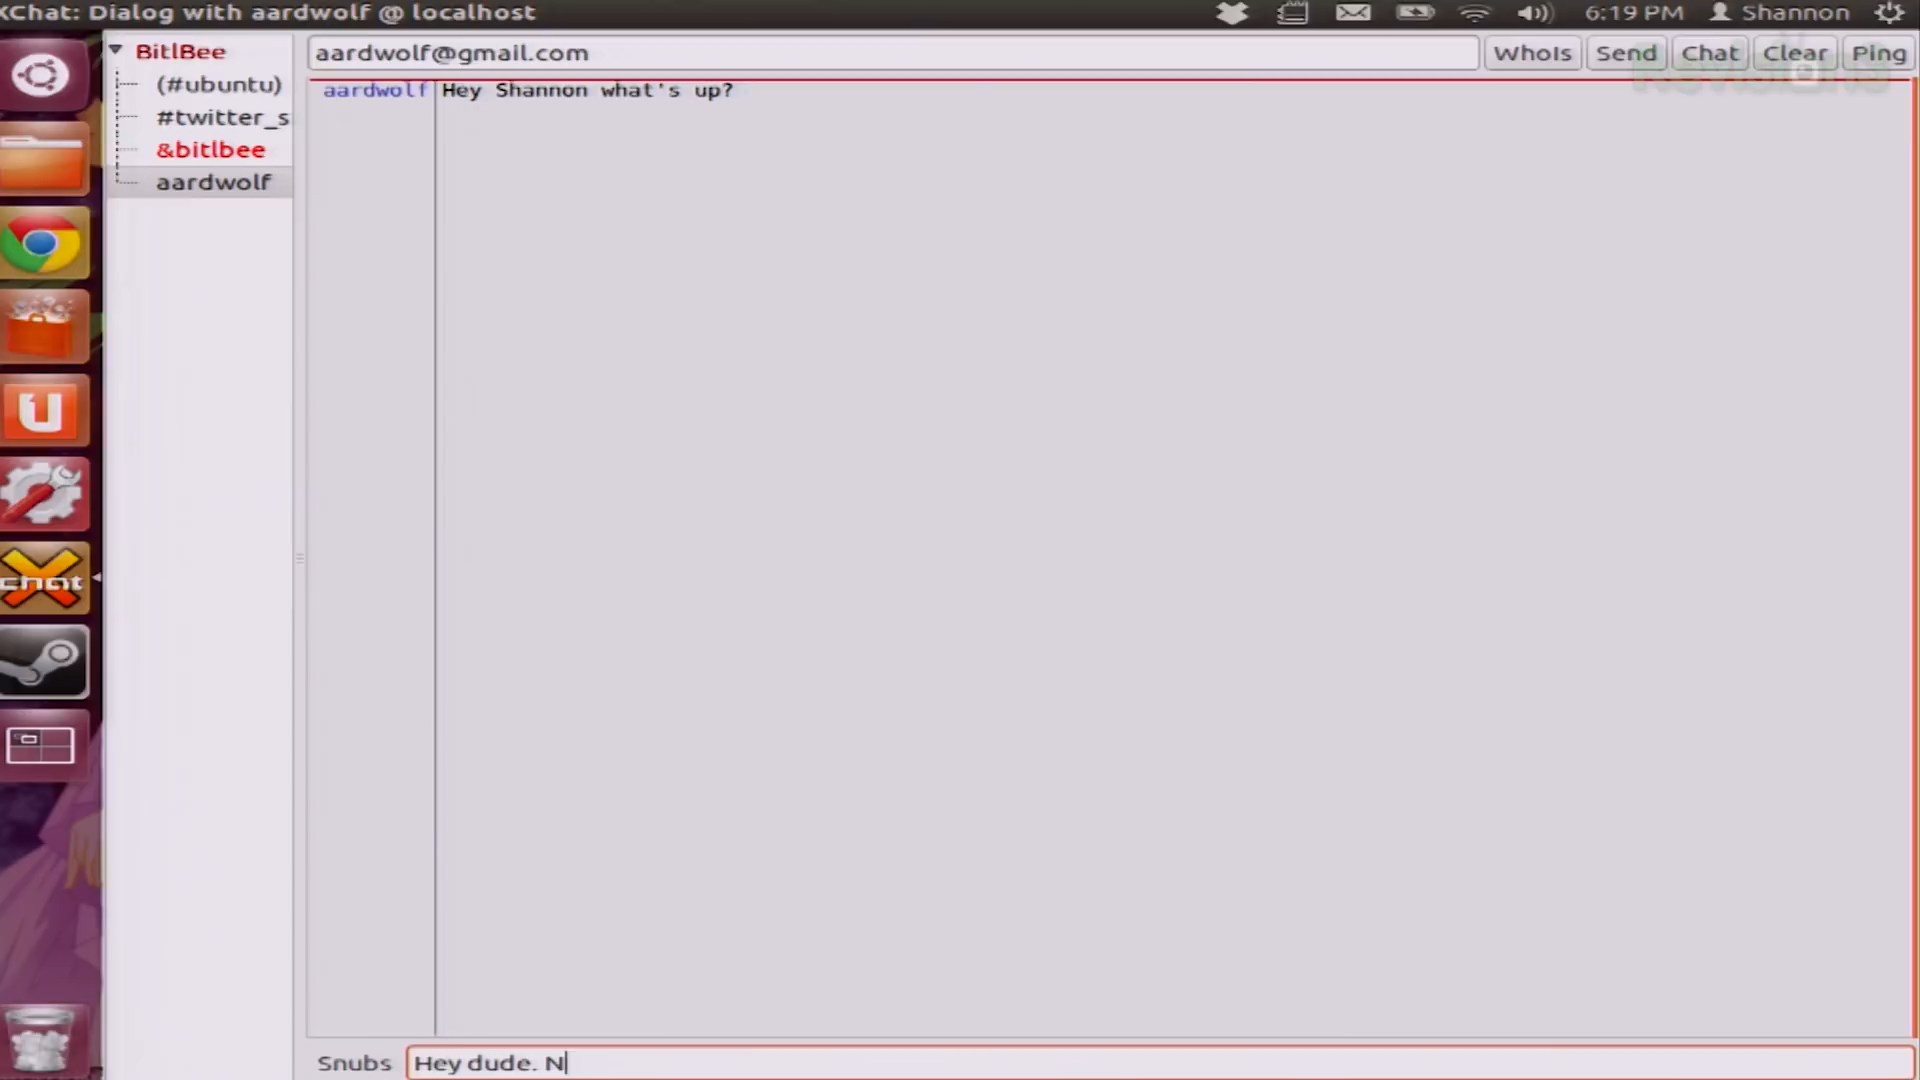 XChat: Dialog with aardwolf @ localhost
6:19 PM Shannon
BitlBee
(#ubuntu)
#twitter_s
&bitlbee
aardwolf
aardwolf@gmail.com
WhoIs Send Chat Clear Ping
aardwolf Hey Shannon what's up?
chat
Snubs Hey dude. N